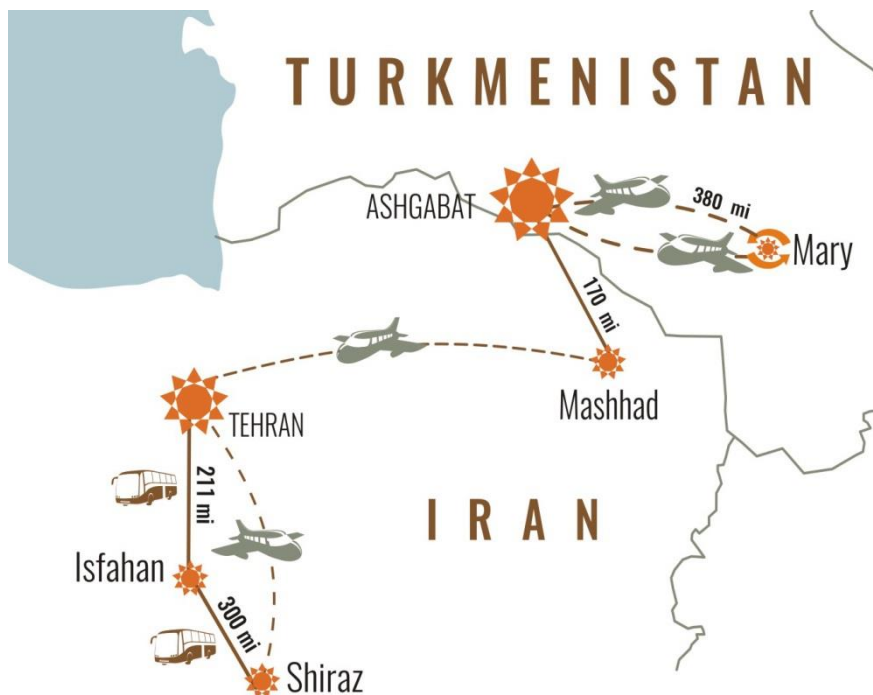 TURKMENISTAN
ASHGABAT
380 mi
Mary
170 mi
Mashhad
TEHRAN
211 mi
IRAN
Isfahan
300 mi
Shiraz